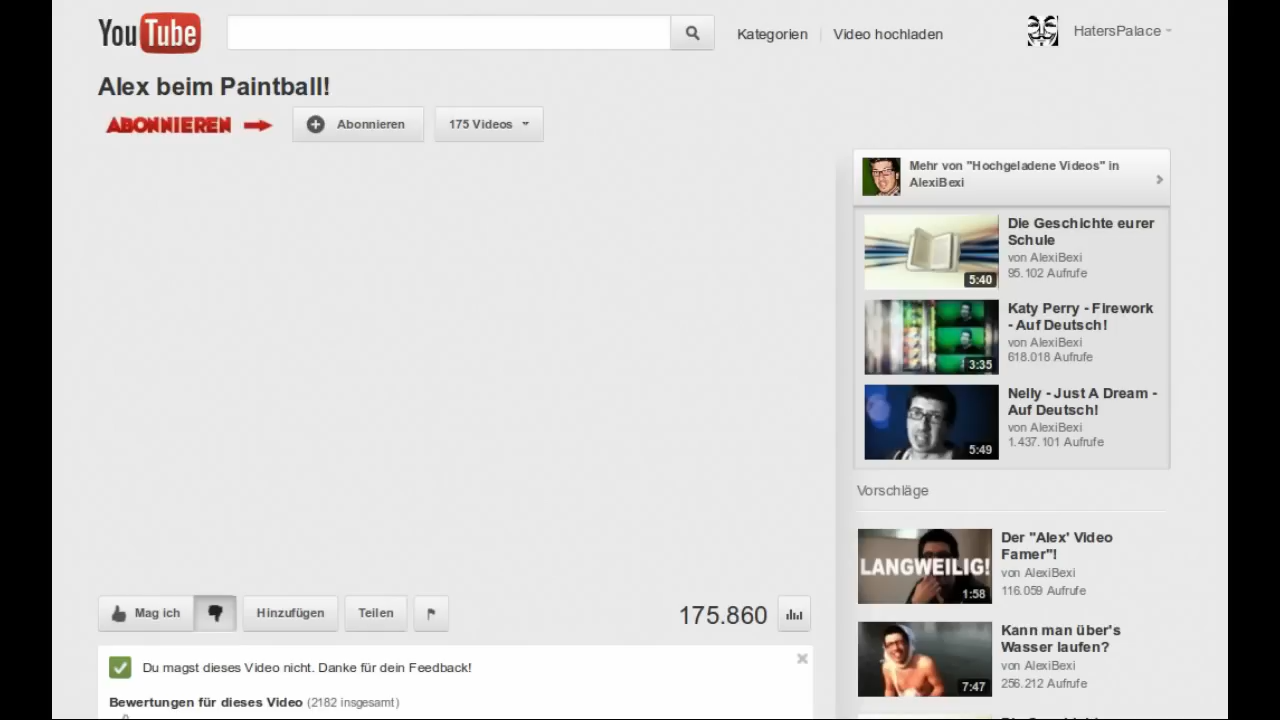 YouTube
Kategorien
Video hochladen
HatersPalace
Alex beim Paintball!
ABONNIEREN
Abonnieren
175 Videos
Mehr von "Hochgeladene Videos" in
AlexiBexi
Die Geschichte eurer
Schule
von AlexiBexi
95.102 Aufrufe
5:40
Katy Perry - Firework
- Auf Deutsch!
von AlexiBexi
618.018 Aufrufe
3:35
Nelly - Just A Dream -
Auf Deutsch!
von AlexiBexi
1.437.101 Aufrufe
5:49
Vorschläge
Der "Alex' Video
Famer"!
von AlexiBexi
116.059 Aufrufe
LANGWEILIG!
1:58
Kann man über's
Wasser laufen?
von AlexiBexi
256.212 Aufrufe
7:47
Mag ich
Hinzufügen
Teilen
175.860
Du magst dieses Video nicht. Danke für dein Feedback!
Bewertungen für dieses Video (2182 insgesamt)